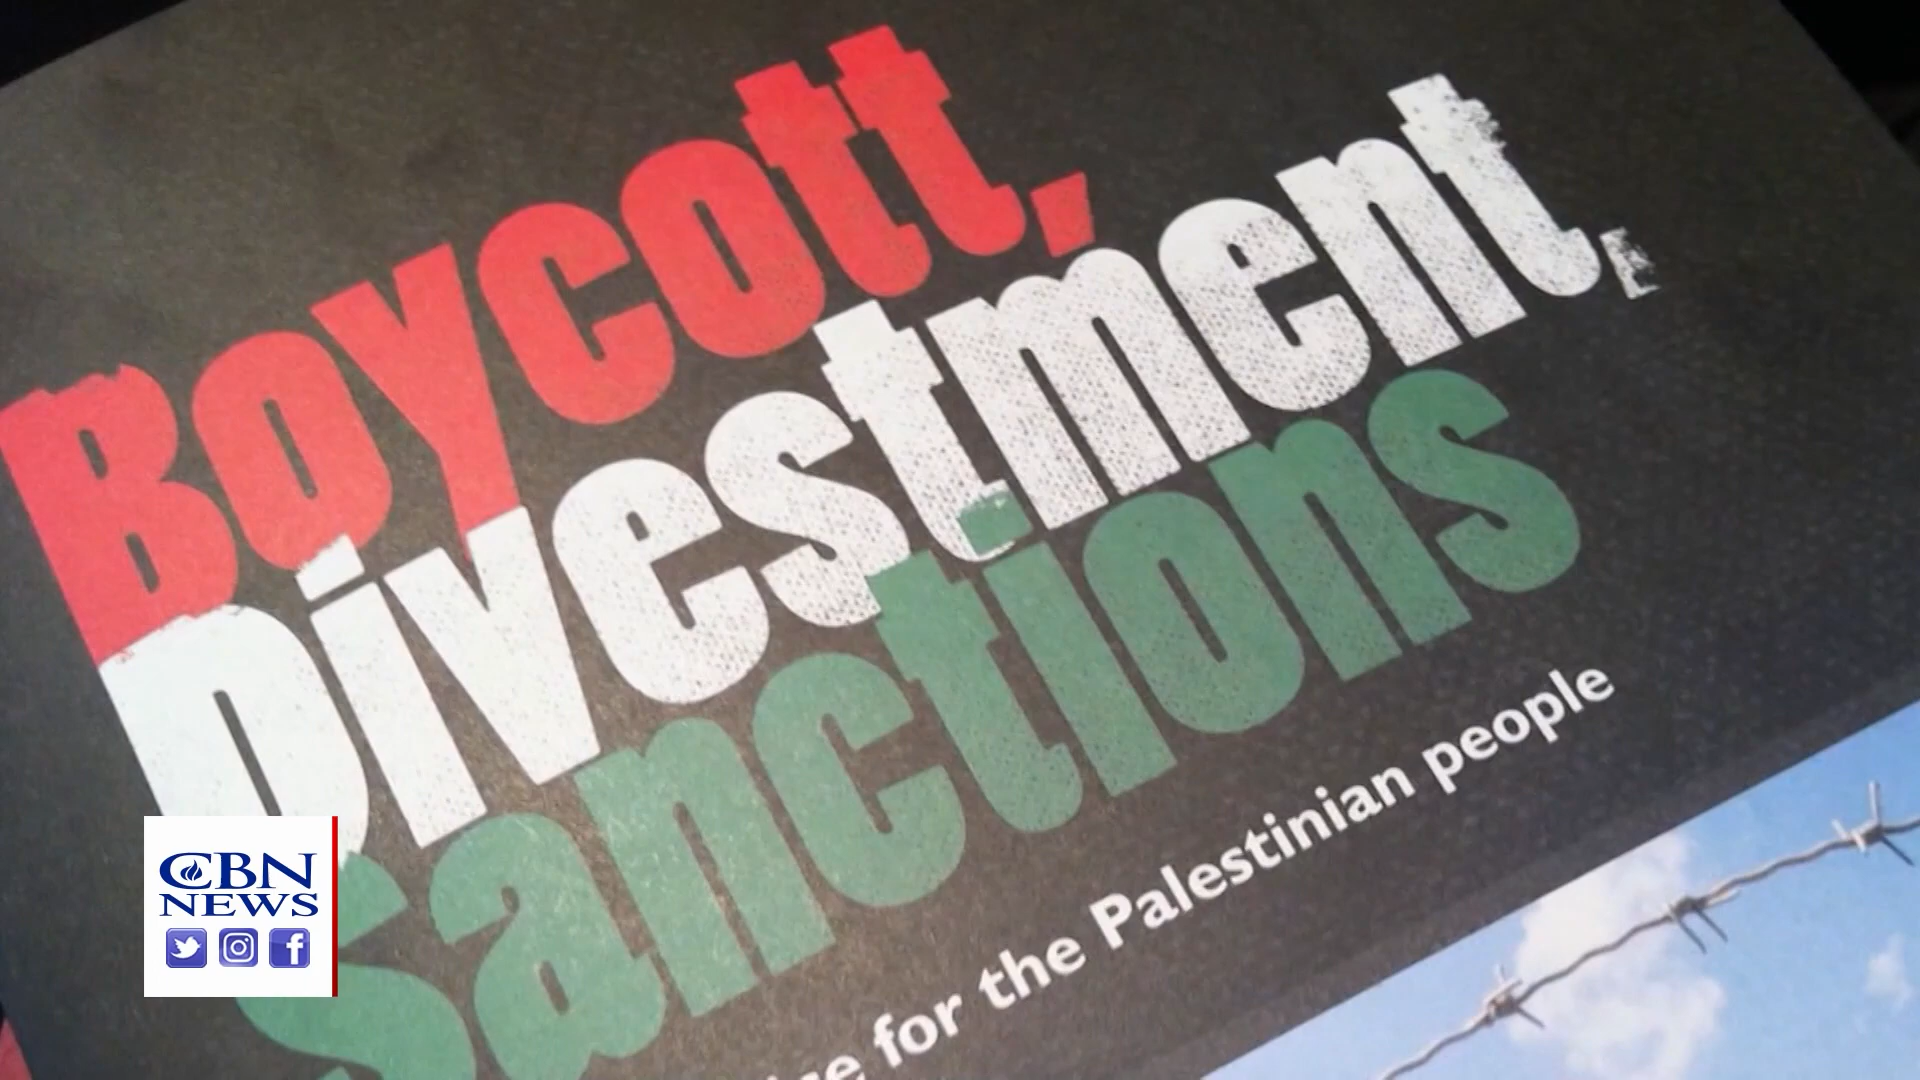 Boycott,
Divestment,
Sanctions
for the Palestinian people
CBN
NEWS